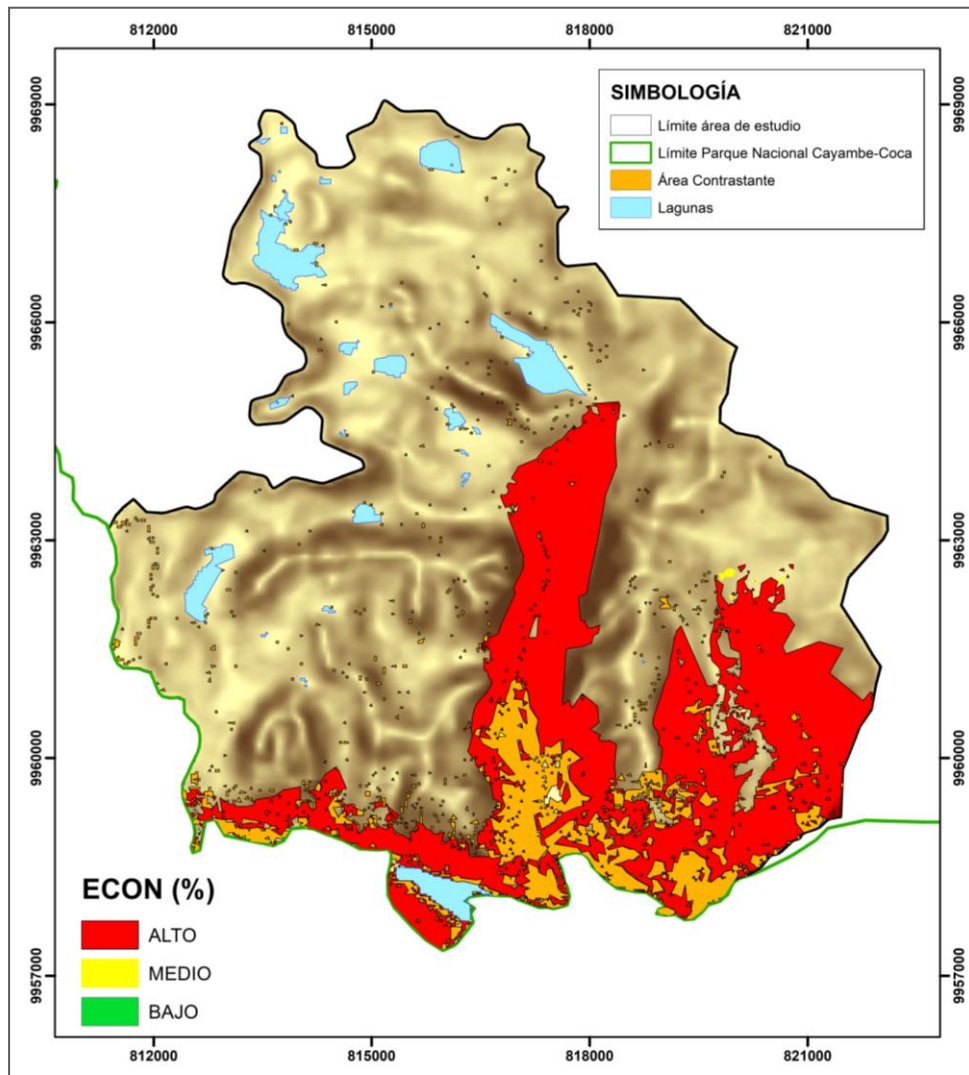 812000 815000 818000 821000
9969000 9969000
SIMBOLOGÍA
Límite área de estudio
Límite Parque Nacional Cayambe-Coca
Área Contrastante
Lagunas
9966000 9966000
9963000 9963000
9960000 9960000
ECON (%)
ALTO
MEDIO
BAJO
9957000 9957000
812000 815000 818000 821000